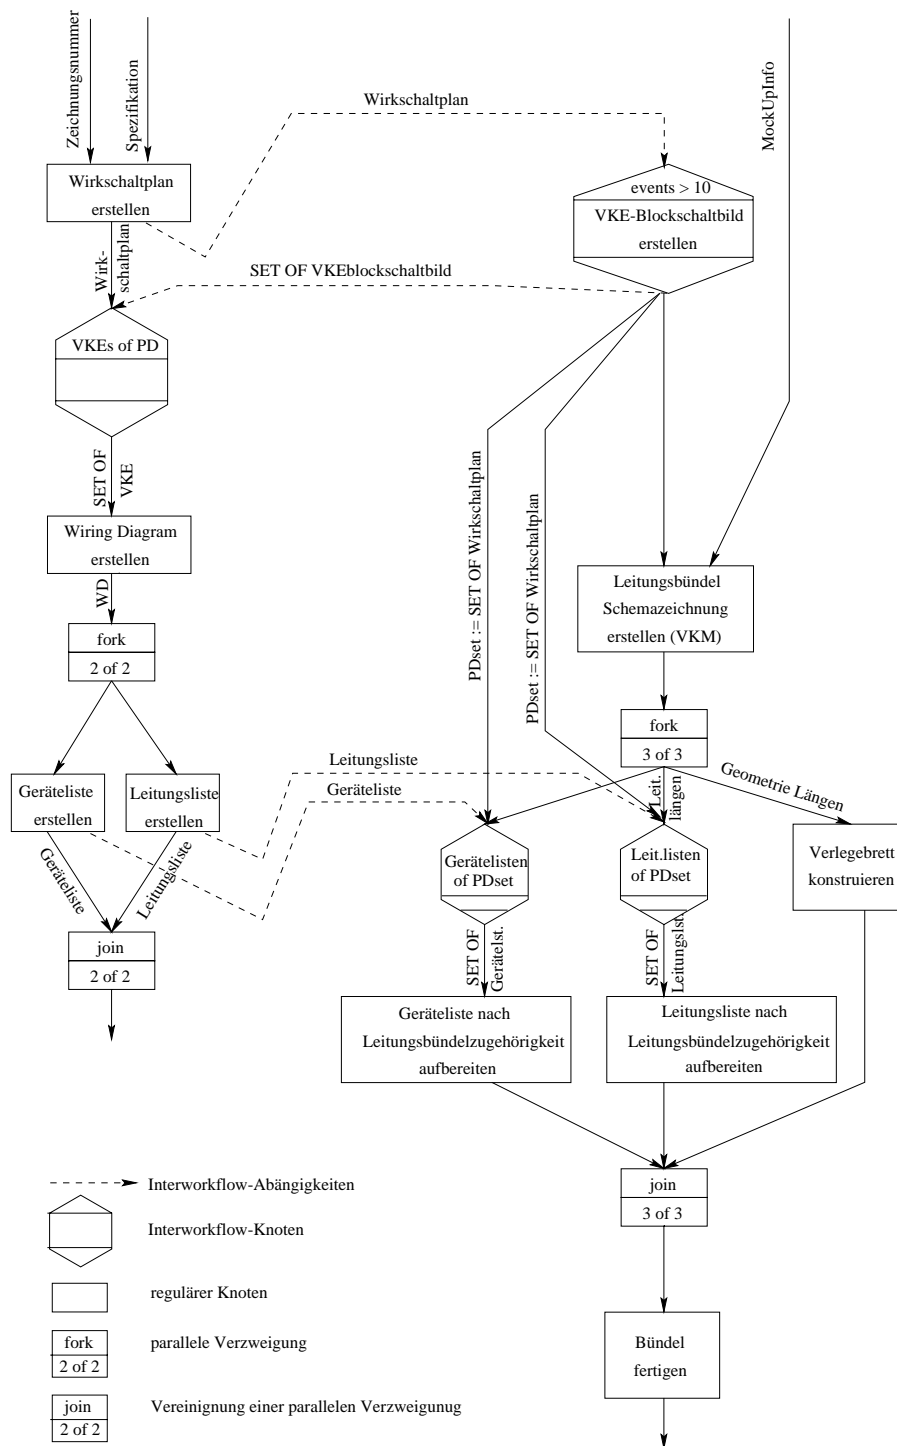 Zeichnungsnummer
Spezifikation
MockUpInfo
Wirkschaltplan
Wirkschaltplan
erstellen
events > 10
VKE-Blockschaltbild
erstellen
Wirk-
schaltplan
SET OF VKEblockschaltbild
VKEs of PD
SET OF
VKE
PDset := SET OF Wirkschaltplan
PDset := SET OF Wirkschaltplan
Wiring Diagram
erstellen
WD
Leitungsbündel
Schemazeichnung
erstellen (VKM)
fork
2 of 2
fork
3 of 3
Leitungsliste
Geräteliste
Leit.
längen
Geometrie Längen
Geräteliste
erstellen
Leitungsliste
erstellen
Gerätelisten
of PDset
Leit.listen
of PDset
Verlegebrett
konstruieren
Geräteliste
Leitungsliste
join
2 of 2
SET OF
Gerätelst.
SET OF
Leitungslst.
Geräteliste nach
Leitungsbündelzugehörigkeit
aufbereiten
Leitungsliste nach
Leitungsbündelzugehörigkeit
aufbereiten
join
3 of 3
Bündel
fertigen
Interworkflow-Abängigkeiten
Interworkflow-Knoten
regulärer Knoten
fork
2 of 2
parallele Verzweigung
join
2 of 2
Vereinignung einer parallelen Verzweigunug